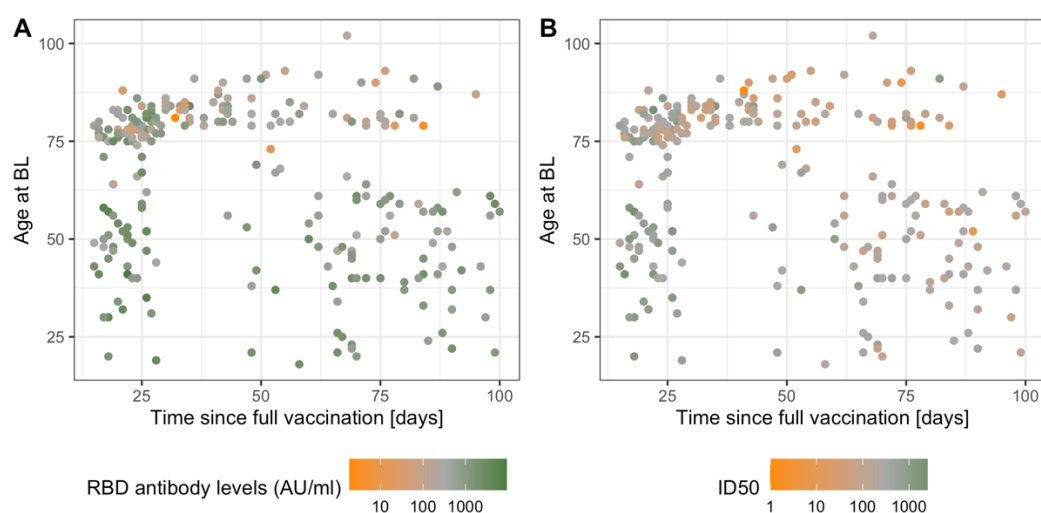 A
B
100
75
50
25
Age at BL
25 50 75 100
Time since full vaccination [days]
100
75
50
25
Age at BL
25 50 75 100
Time since full vaccination [days]
RBD antibody levels (AU/ml)
10 100 1000
ID50
1 10 100 1000